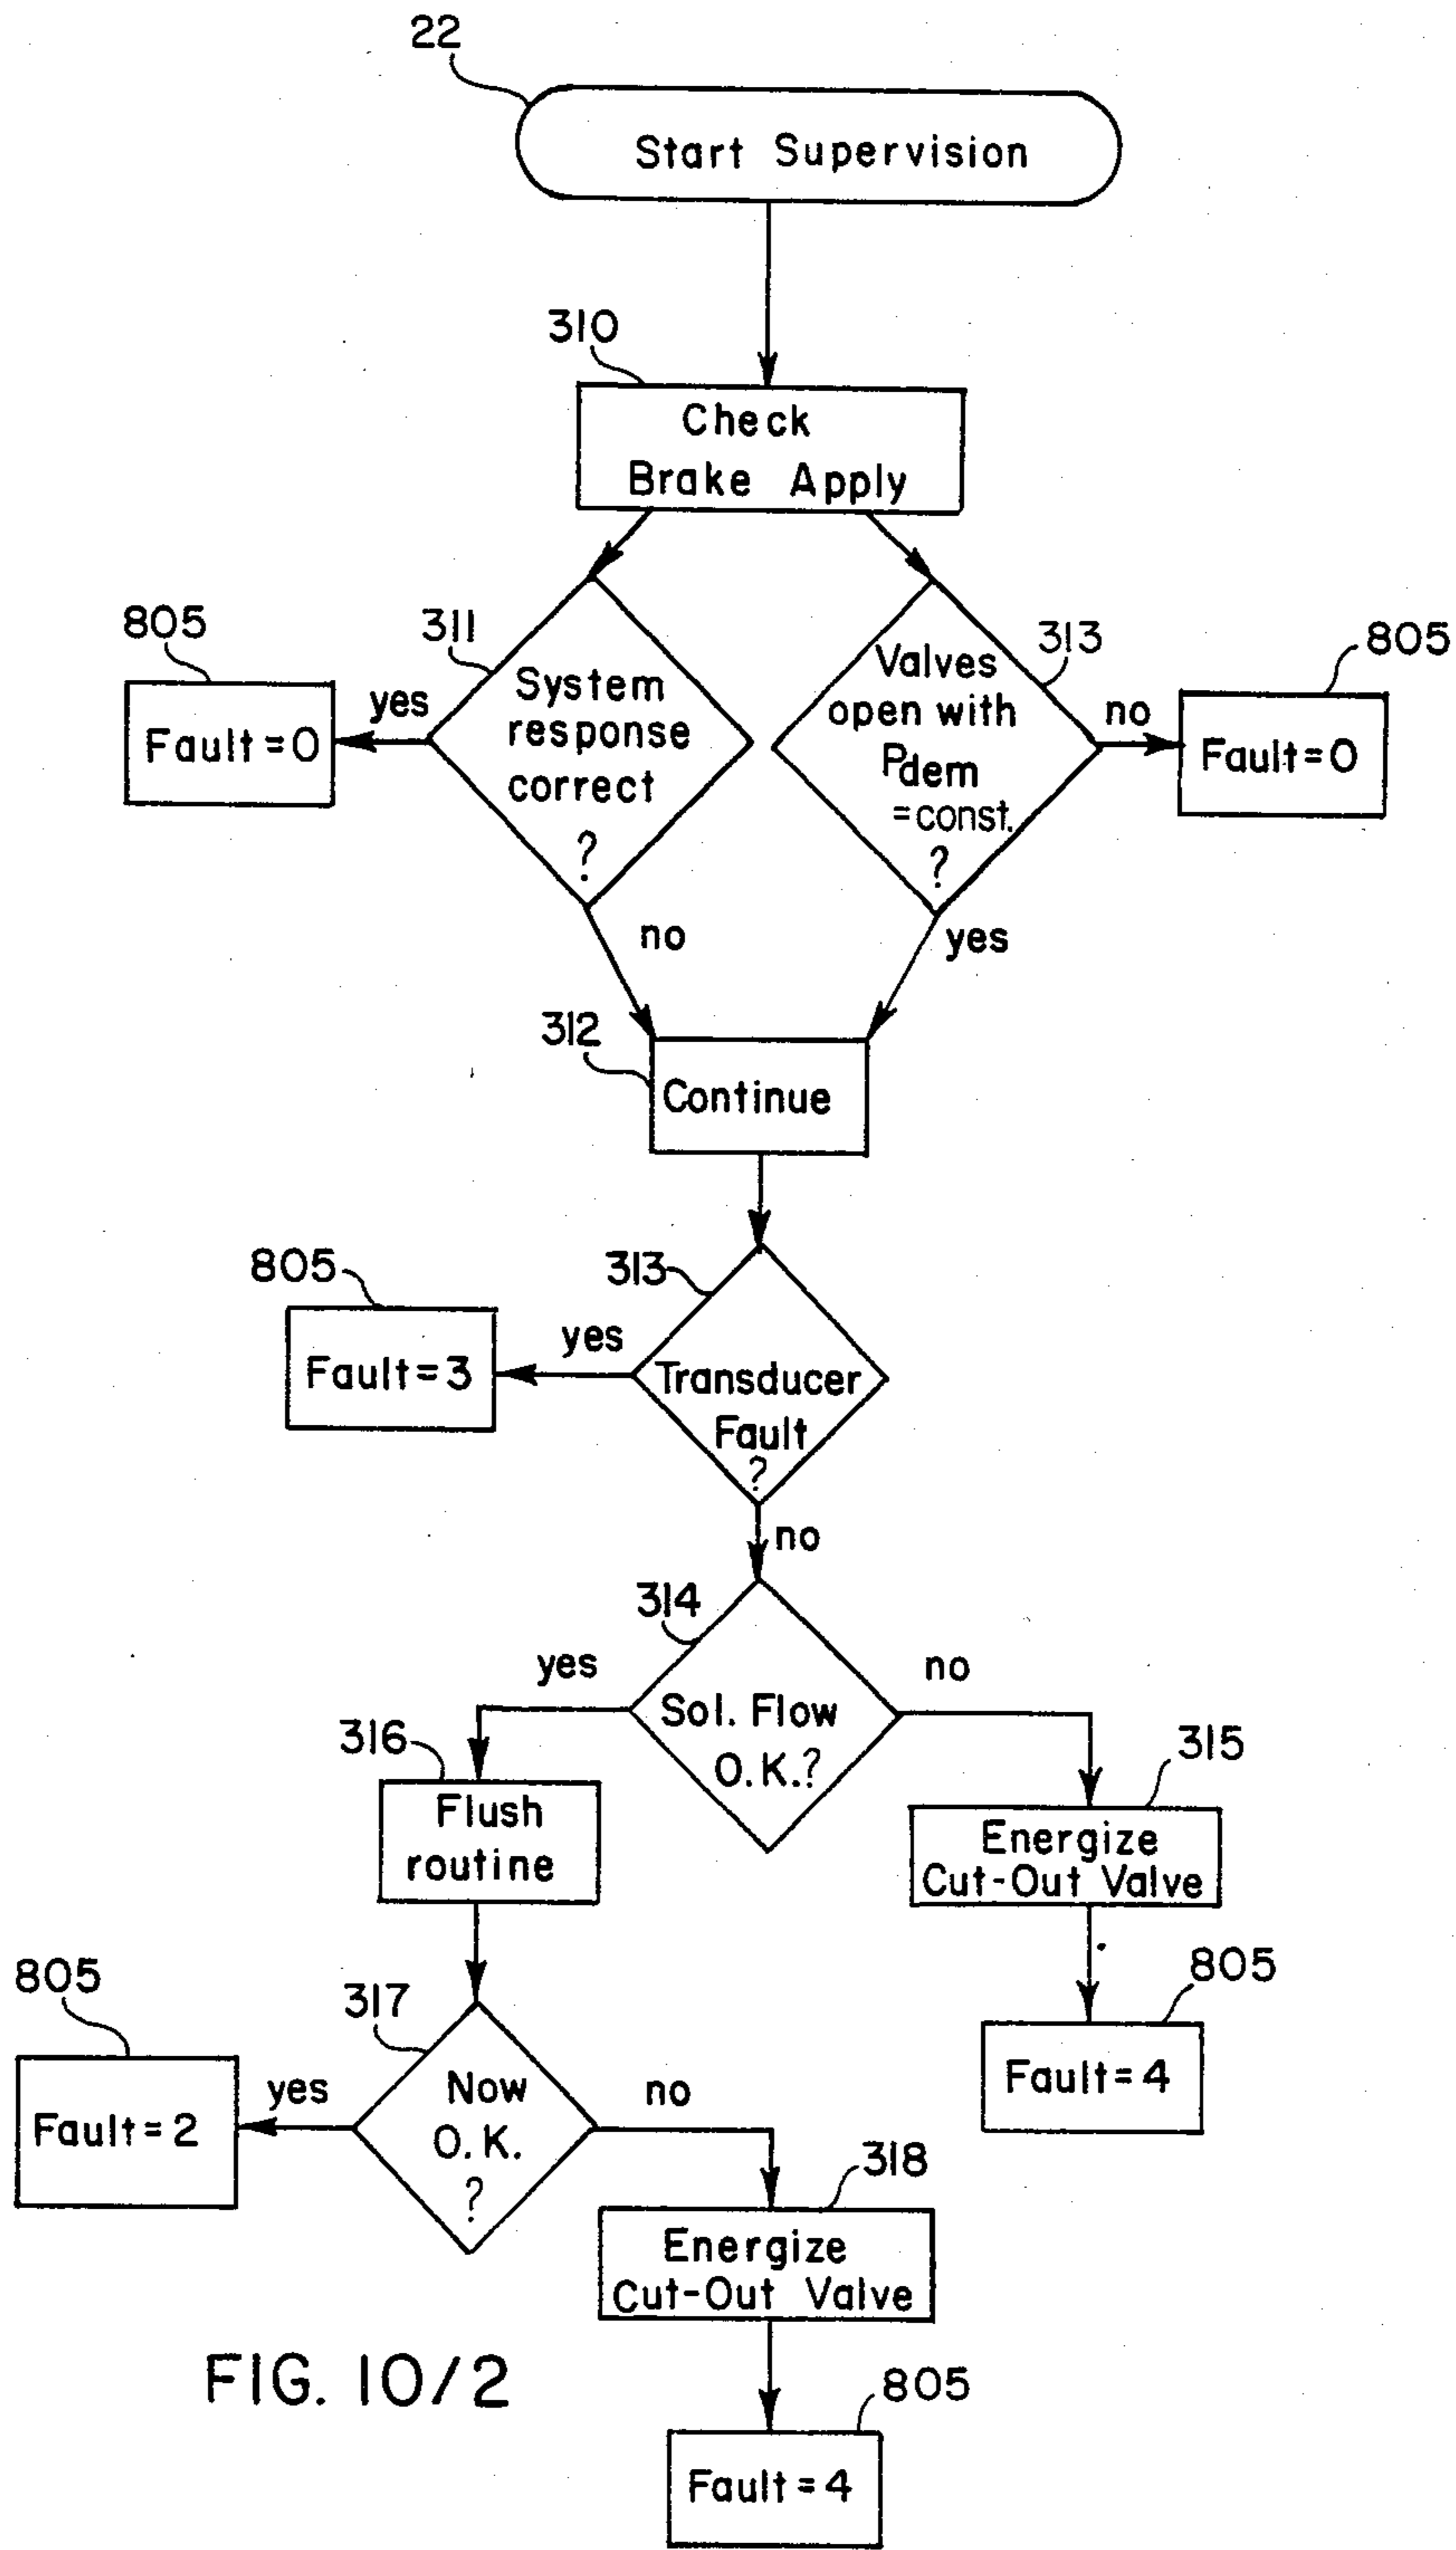 22
Start Supervision
310
Check
Brake Apply
805
311
313
805
Fault=0
yes
System
response
correct
?
Valves
open with
Pdem
=const.
?
no
Fault=0
no
yes
312
Continue
805
313
Fault=3
yes
Transducer
Fault
?
no
314
yes
no
Sol. Flow
O.K.?
316
315
Flush
routine
Energize
Cut-Out Valve
805
317
805
Fault=2
yes
Now
O.K.
?
no
Fault=4
318
Energize
Cut-Out Valve
FIG. 10/2
805
Fault=4